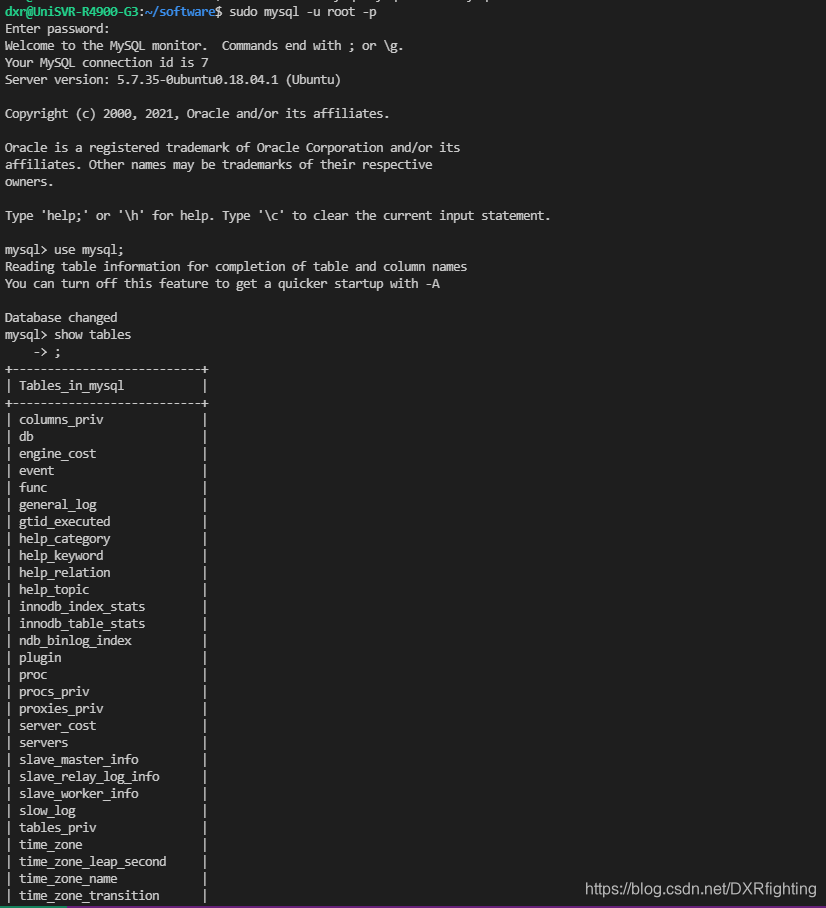 dxr@UniSVR-R4900-G3:~/software$ sudo mysql -u root -p
Enter password:
Welcome to the MySQL monitor.  Commands end with ; or \g.
Your MySQL connection id is 7
Server version: 5.7.35-0ubuntu0.18.04.1 (Ubuntu)

Copyright (c) 2000, 2021, Oracle and/or its affiliates.

Oracle is a registered trademark of Oracle Corporation and/or its
affiliates. Other names may be trademarks of their respective
owners.

Type 'help;' or '\h' for help. Type '\c' to clear the current input statement.

mysql> use mysql;
Reading table information for completion of table and column names
You can turn off this feature to get a quicker startup with -A

Database changed
mysql> show tables
    -> ;
+---------------------------+
| Tables_in_mysql           |
+---------------------------+
| columns_priv              |
| db                        |
| engine_cost               |
| event                     |
| func                      |
| general_log               |
| gtid_executed             |
| help_category             |
| help_keyword              |
| help_relation             |
| help_topic                |
| innodb_index_stats        |
| innodb_table_stats        |
| ndb_binlog_index          |
| plugin                    |
| proc                      |
| procs_priv                |
| proxies_priv              |
| server_cost               |
| servers                   |
| slave_master_info         |
| slave_relay_log_info      |
| slave_worker_info         |
| slow_log                  |
| tables_priv               |
| time_zone                 |
| time_zone_leap_second     |
| time_zone_name            |
| time_zone_transition      |
https://blog.csdn.net/DXRfighting